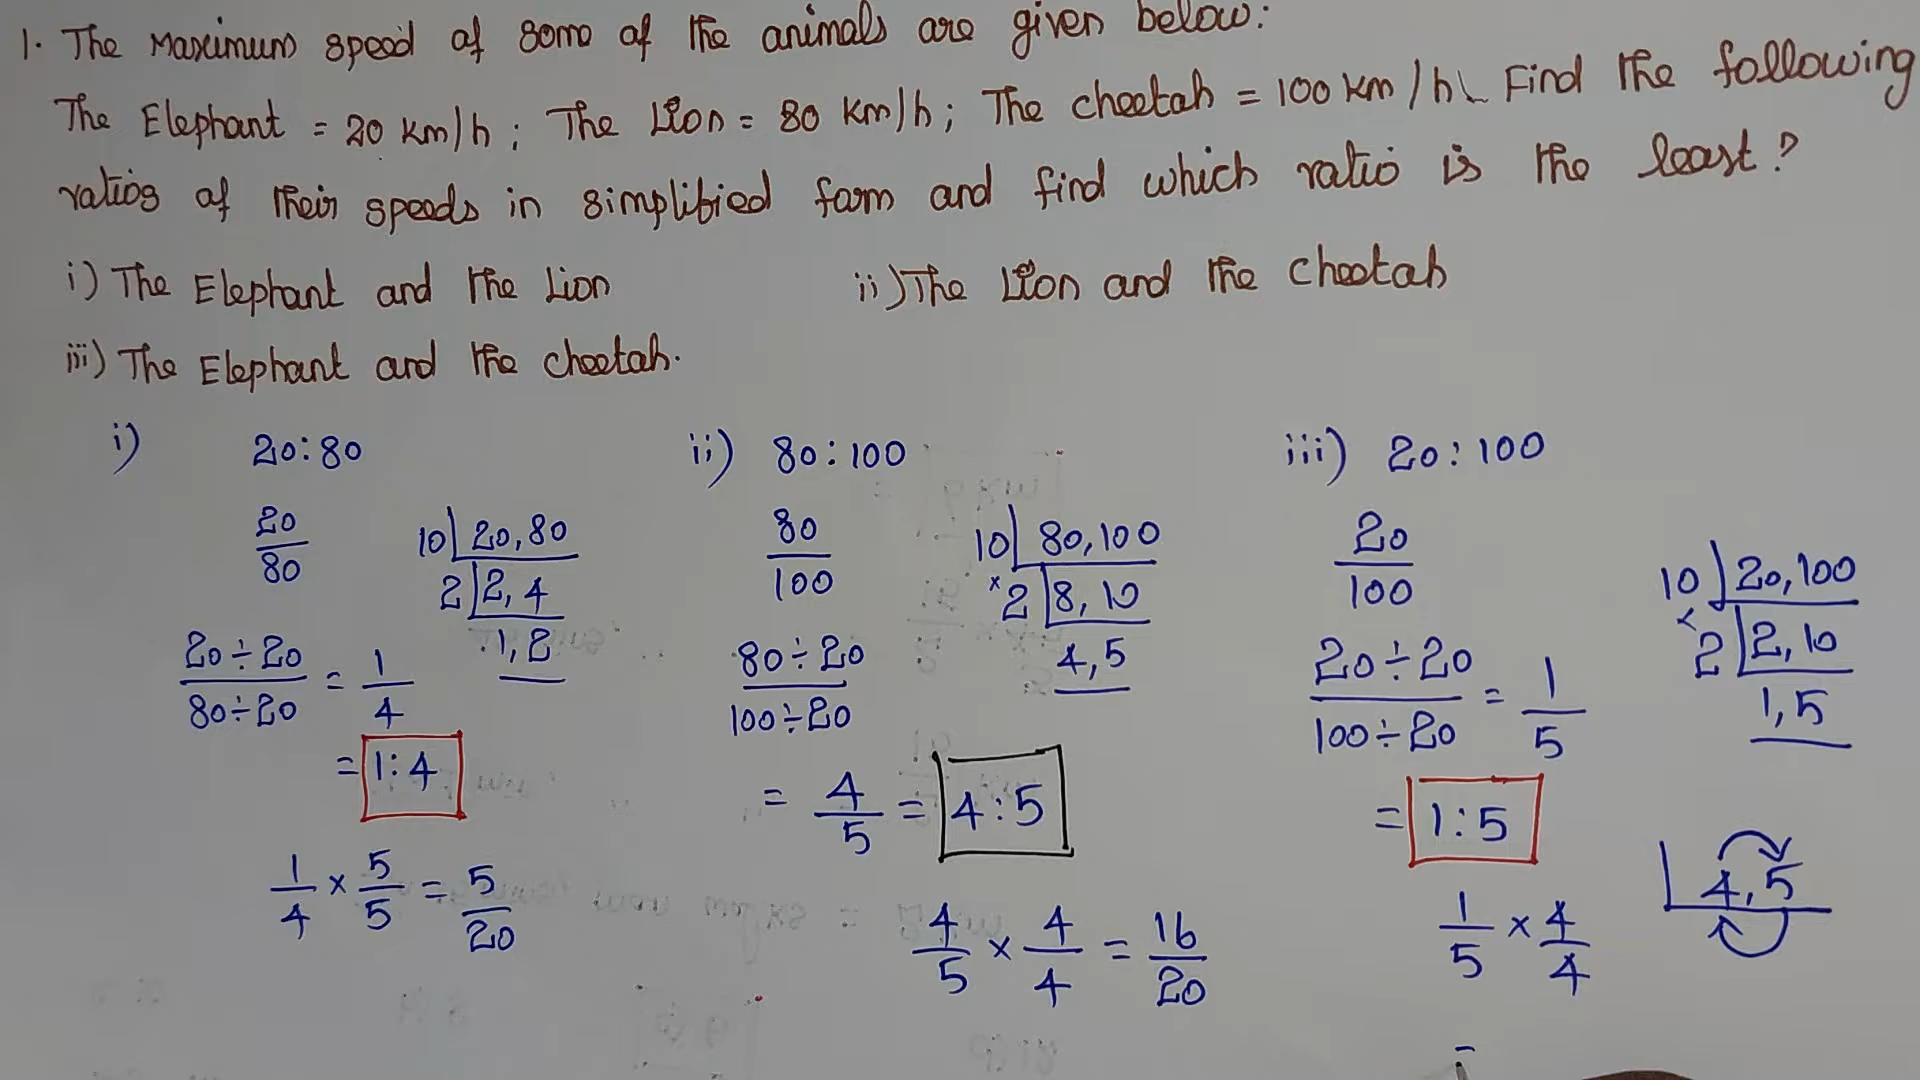 1. The Maximum speed of some of the animals are given below:
The Elephant = 20 km/h; The Lion = 80 km/h; The cheetah = 100 km/h. Find the following
ratios of their speeds in simplified form and find which ratio is the least?
i) The Elephant and the Lion ii) The Lion and the cheetah
iii) The Elephant and the cheetah.
i) 20:80 ii) 80:100 iii) 20:100
20/80 10|20,80 80/100 10|80,100 20/100 10|20,100
2|2,4 ×2|8,10 ×2|2,10
1,2 4,5 1,5
20÷20/80÷20 = 1/4 80÷20/100÷20 20÷20/100÷20 = 1/5
= 1:4 = 4/5 = 4:5 = 1:5
1/4 × 5/5 = 5/20 4/5 × 4/4 = 16/20 1/5 × 4/4 4,5
=